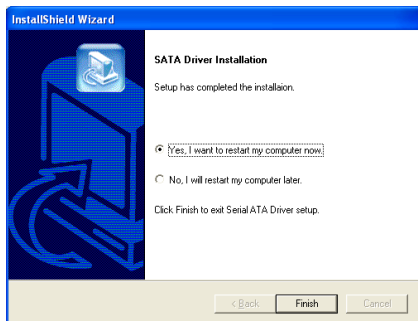 InstallShield Wizard
SATA Driver Installation
Setup has completed the installaion.
Yes, I want to restart my computer now.
No, I will restart my computer later.
Click Finish to exit Serial ATA Driver setup.
< Back Finish Cancel